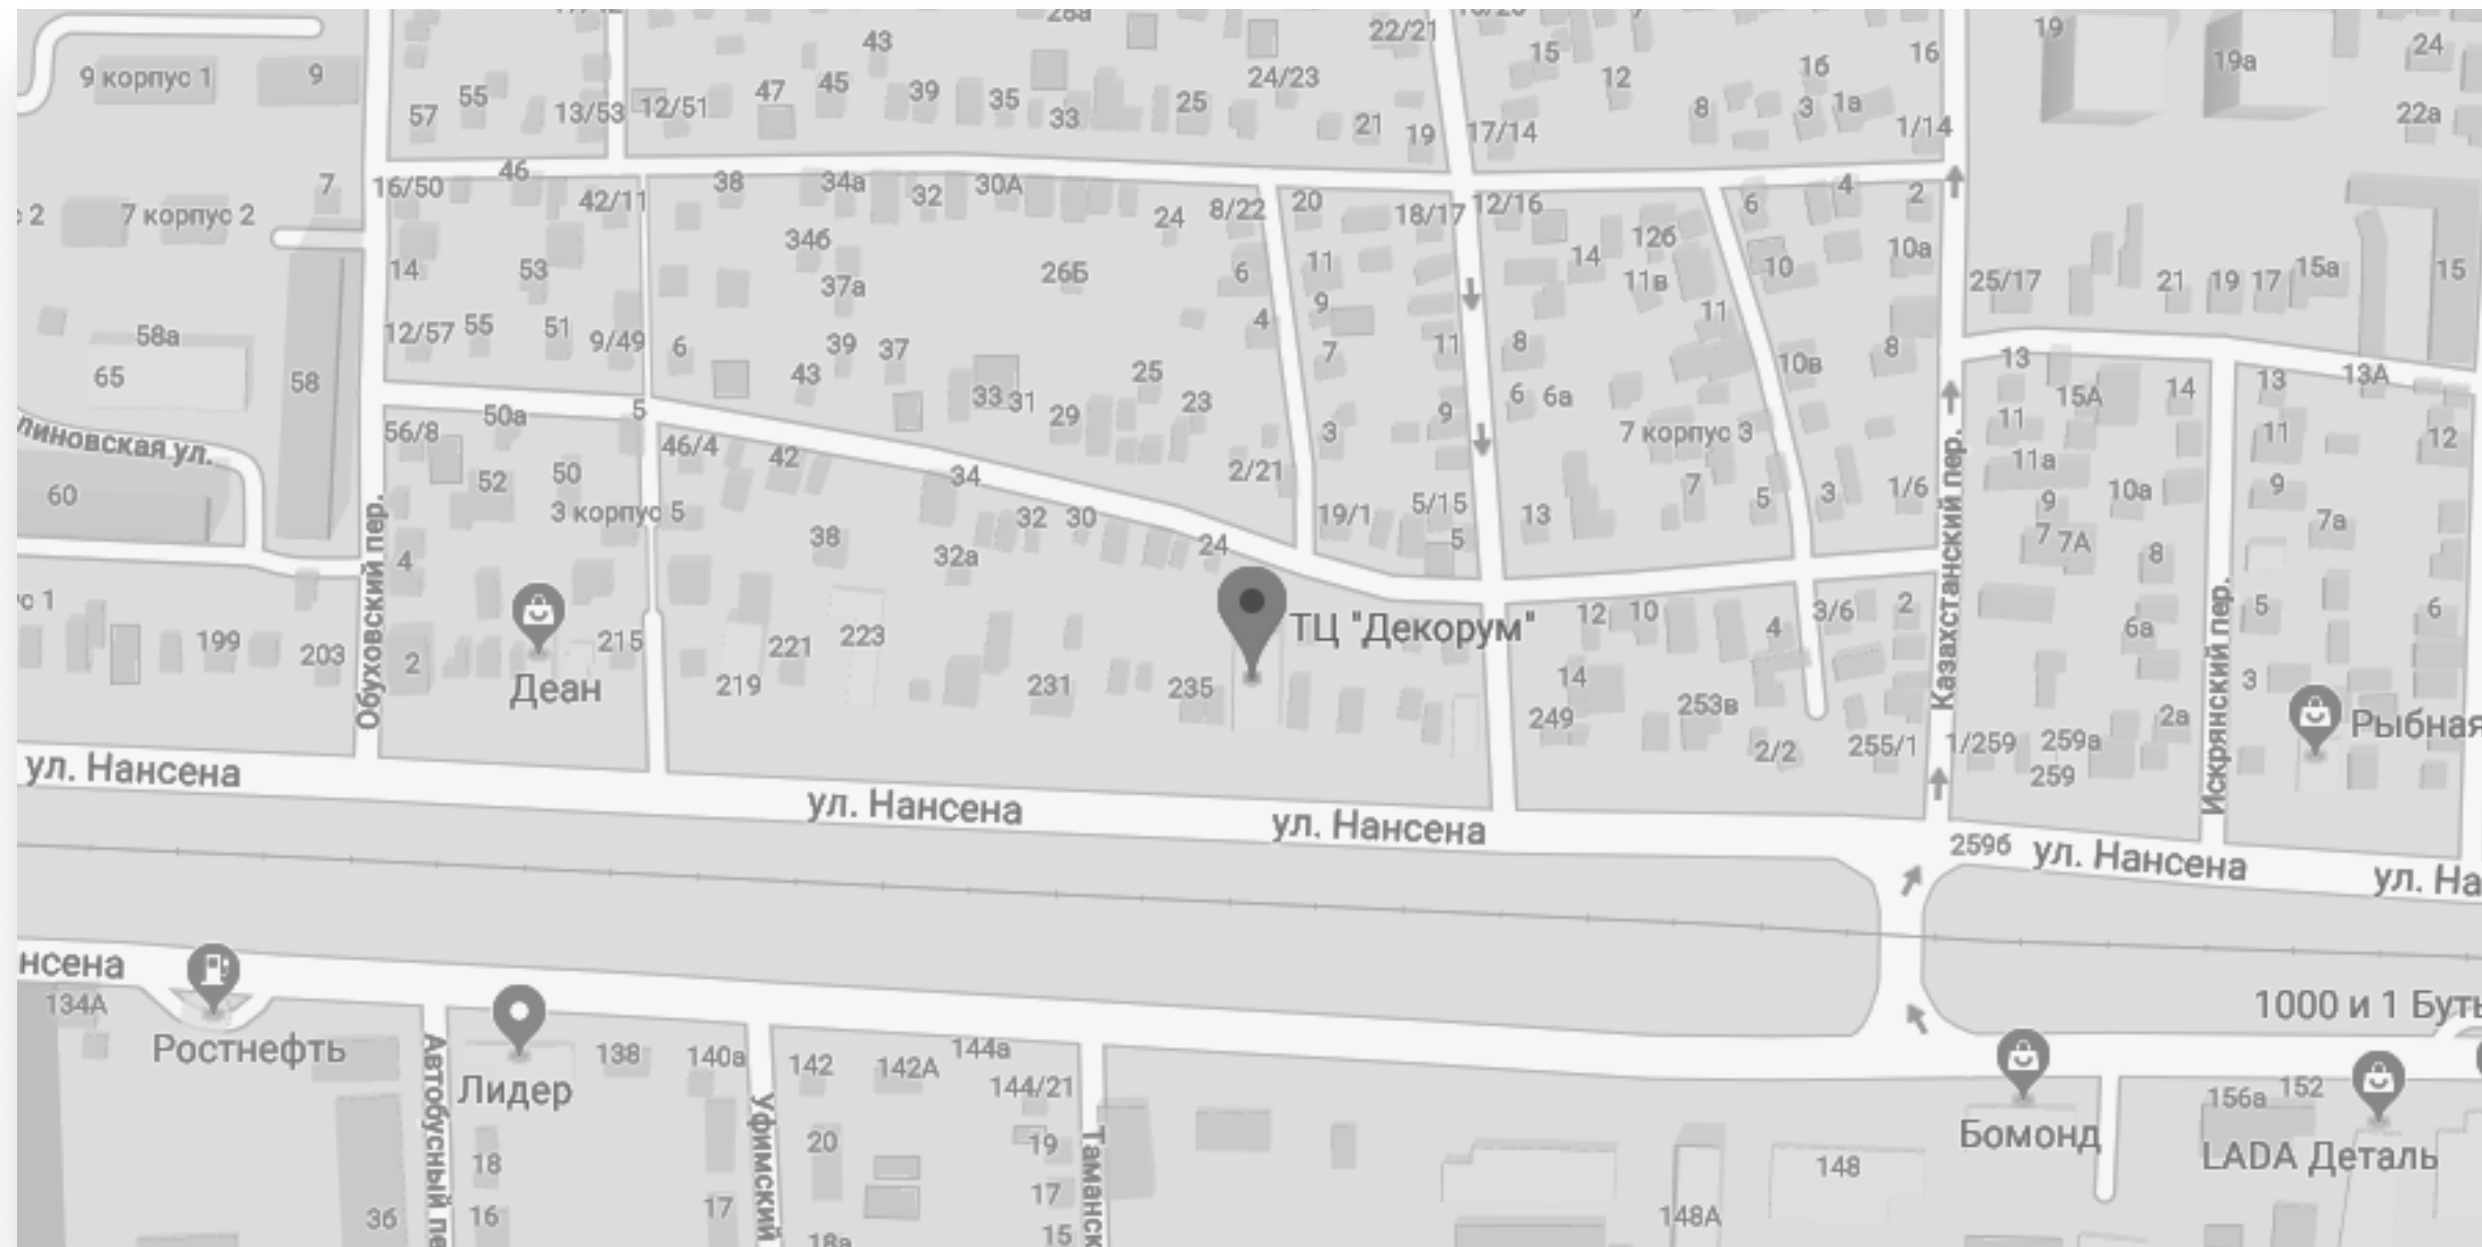 28а
22/21
43
15
16
19
24
9 корпус 1
9
55
47
45
39
35
24/23
12
16
19а
57
13/53
12/51
33
25
21
19
17/14
8
3
1а
1/14
22а
7
16/50
46
42/11
38
34а
32
30А
24
8/22
20
18/17
12/16
6
4
2
7 корпус 2
34б
12б
14
53
37а
26Б
6
11
14
11в
10
10а
25/17
21
19
17
15а
15
58а
12/57
55
51
9/49
6
39
37
4
9
7
11
8
11
10в
8
13
65
58
43
33
31
25
23
29
9
6
6а
15А
14
13
13А
50а
5
56/8
46/4
42
34
2/21
3
7 корпус 3
11
11а
11
12
линовская ул.
60
52
50
3 корпус 5
38
32
30
32а
24
19/1
5/15
5
13
7
5
3
1/6
9
10а
7
7А
8
9
7а
4
Обуховский пер.
Казахстанский пер.
Искрянский пер.
199
203
2
215
219
221
223
231
235
ТЦ "Декорум"
12
10
4
3/6
2
6а
5
6
3
Деан
14
249
253в
2/2
255/1
1/259
259а
259
2а
Рыбная
ул. Нансена
ул. Нансена
ул. Нансена
259б
ул. Нансена
ул. На
нсена
134А
Ростнефть
Автобусный пе
Лидер
138
140а
Уфимский
142
142А
144а
144/21
Таманск
1000 и 1 Буть
Бомонд
156а
152
LADA Деталь
18
20
19
148
36
16
17
18а
17
15
148А